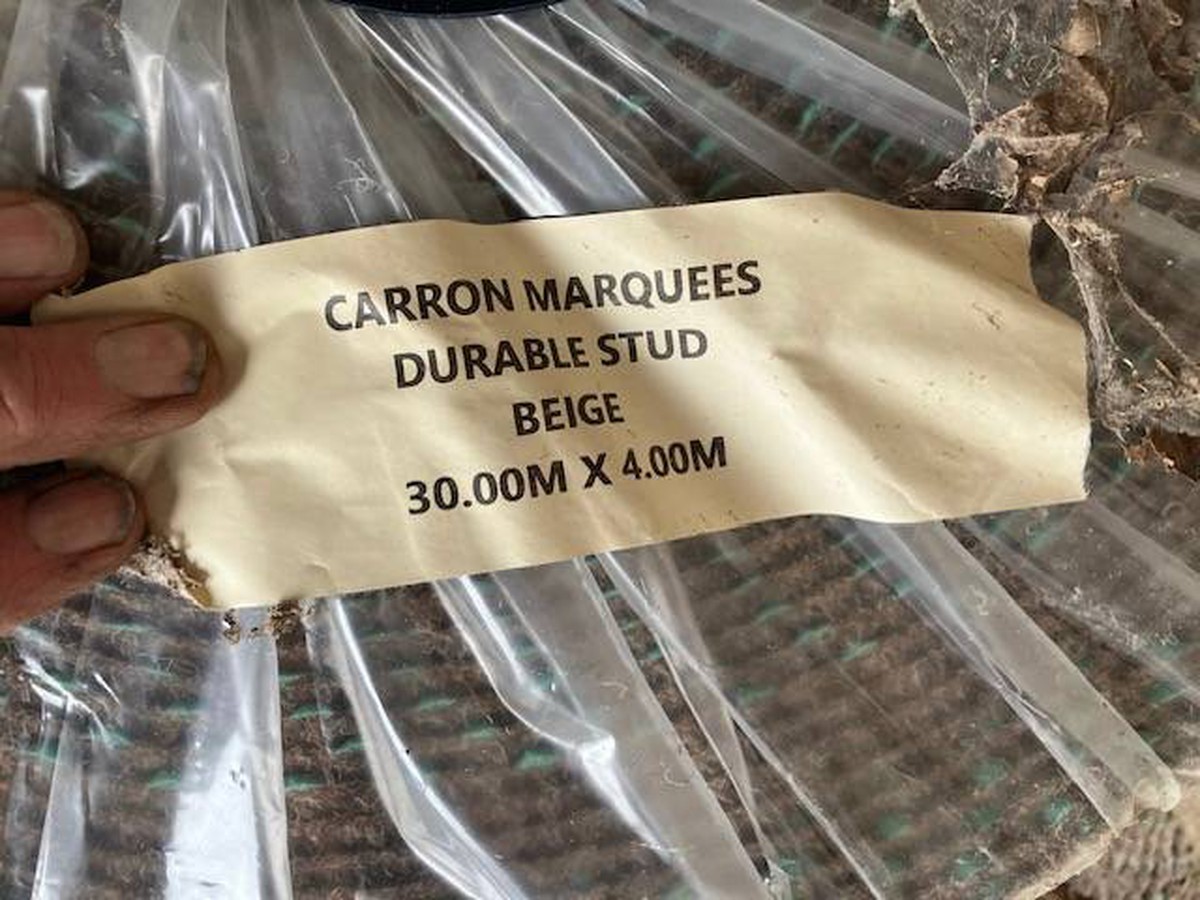 CARRON MARQUEES
DURABLE STUD
BEIGE
30.00M X 4.00M